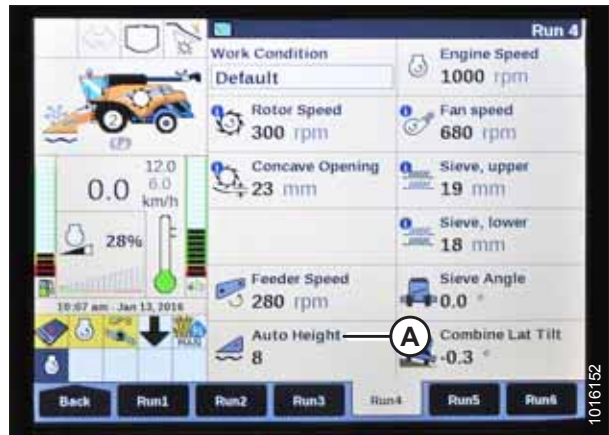 Run 4
Work Condition
Default
Engine Speed
1000 rpm
Rotor Speed
300 rpm
Fan speed
680 rpm
Concave Opening
23 mm
Sieve, upper
19 mm
Sieve, lower
18 mm
Feeder Speed
280 rpm
Sieve Angle
0.0 °
Auto Height
8
A
Combine Lat Tilt
-0.3 °
2
(P)
0.0
12.0
6.0
km/h
28%
10:07 am Jan 13, 2016
GPS
MAN
Back
Run1
Run2
Run3
Run4
Run5
Run6
1016152